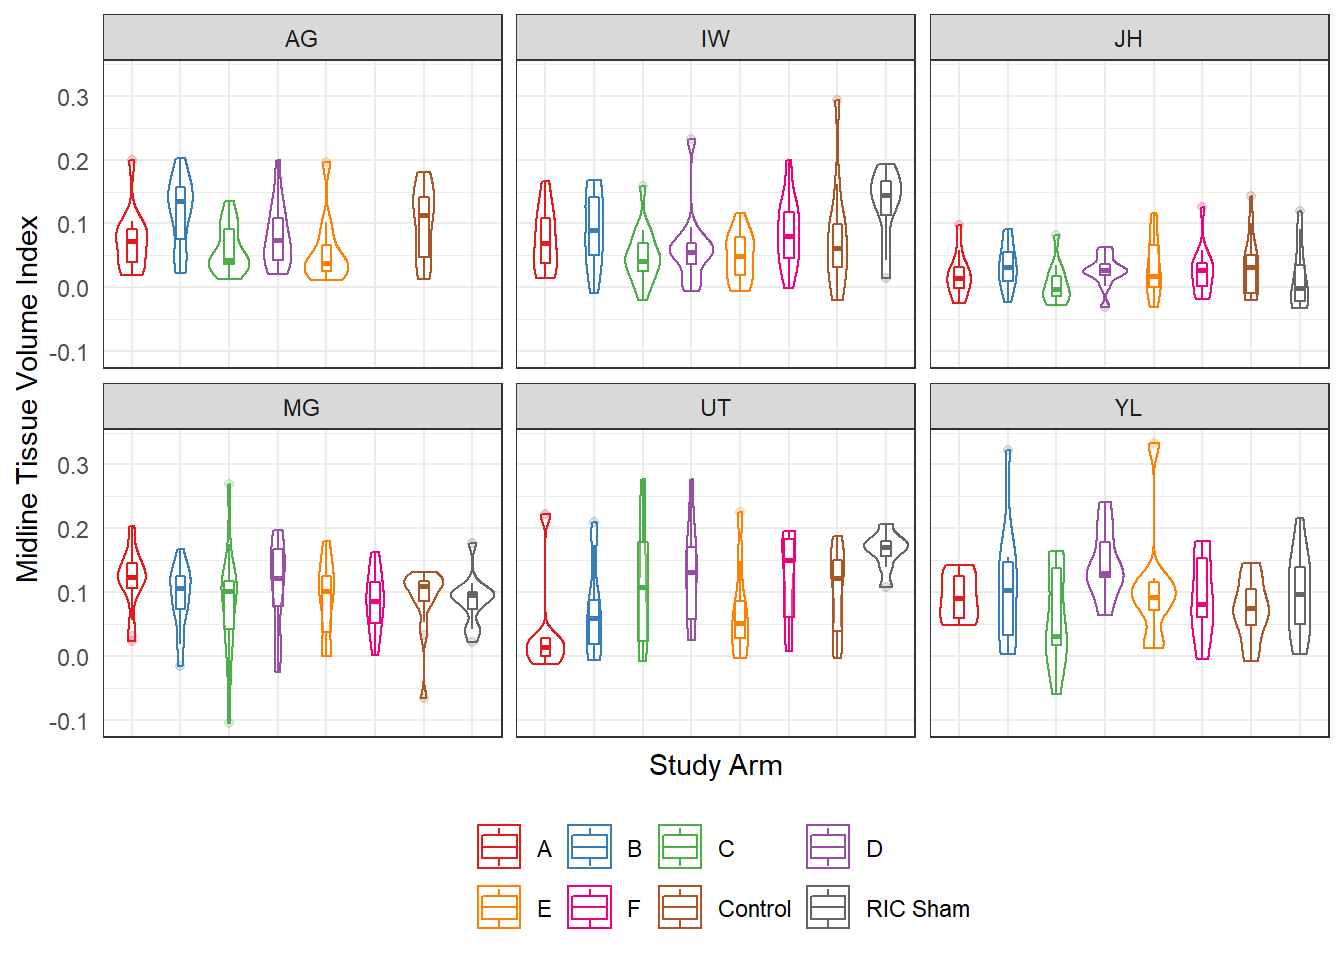 AG IW JH
0.3
0.2
0.1
0.0
-0.1
MG UT YL
0.3
0.2
0.1
0.0
-0.1
Midline Tissue Volume Index
Study Arm
A B C D
E F Control RIC Sham